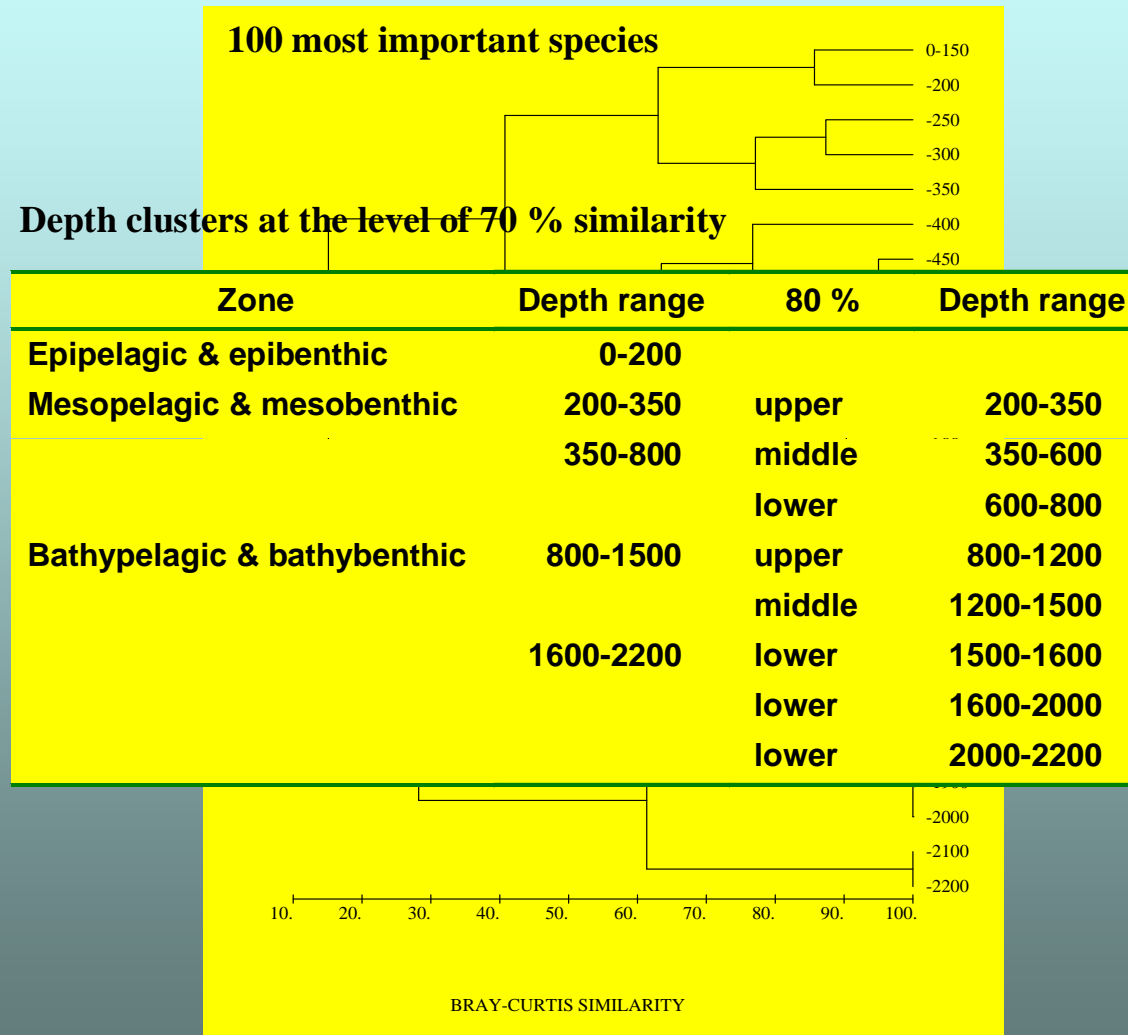 100 most important species
0-150
-200
-250
-300
-350
Depth clusters at the level of 70 % similarity
-400
-450
Zone Depth range 80 % Depth range
Epipelagic & epibenthic 0-200
Mesopelagic & mesobenthic 200-350 upper 200-350
350-800 middle 350-600
lower 600-800
Bathypelagic & bathybenthic 800-1500 upper 800-1200
middle 1200-1500
1600-2200 lower 1500-1600
lower 1600-2000
lower 2000-2200
-2000
-2100
-2200
10. 20. 30. 40. 50. 60. 70. 80. 90. 100.
BRAY-CURTIS SIMILARITY